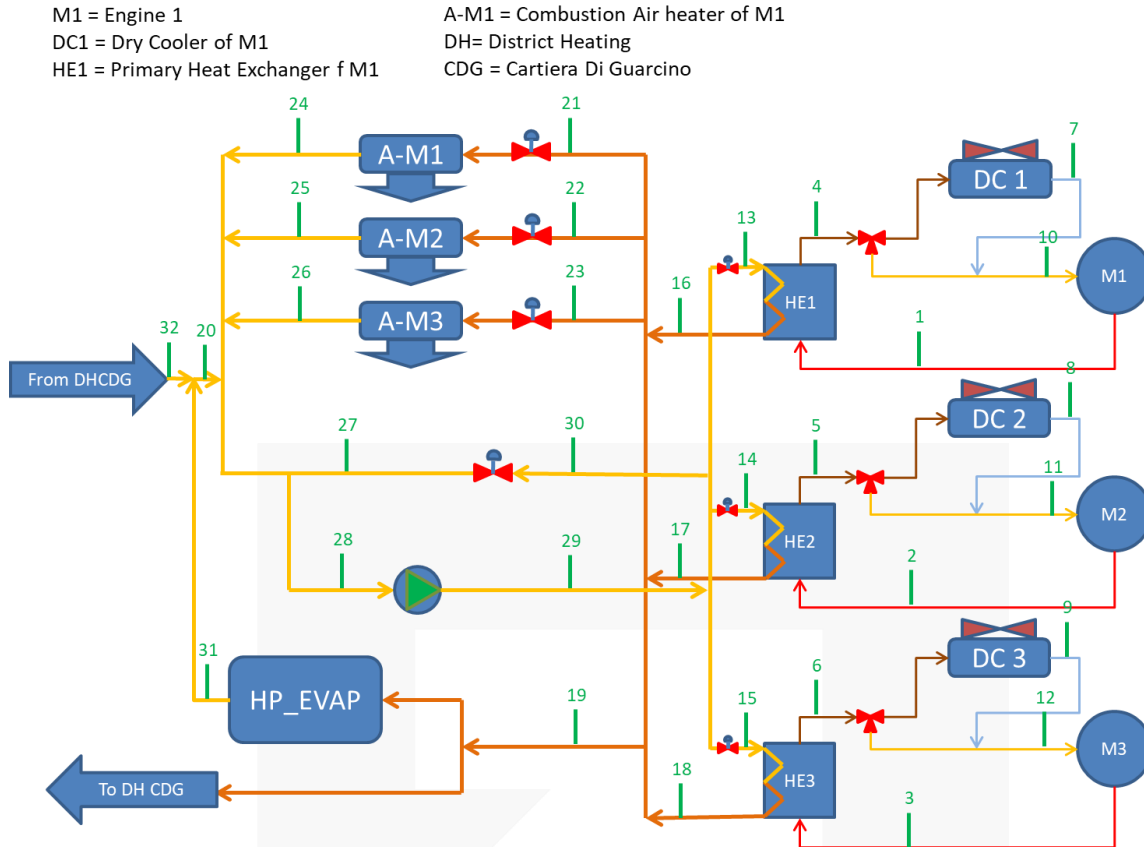 M1 = Engine 1
DC1 = Dry Cooler of M1
HE1 = Primary Heat Exchanger f M1
A-M1 = Combustion Air heater of M1
DH= District Heating
CDG = Cartiera Di Guarcino
24
21
7
A-M1
DC 1
4
25
22
13
10
A-M2
M1
HE1
26
23
16
A-M3
1
32
20
From DHCDG
8
DC 2
27
30
5
14
11
M2
HE2
28
29
17
2
9
DC 3
31
6
HP_EVAP
19
15
12
M3
HE3
18
To DH CDG
3